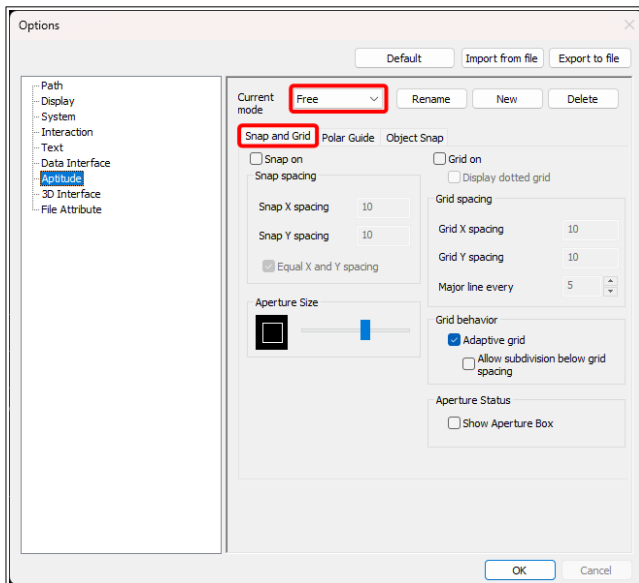 Options
Default
Import from file
Export to file
Path
Display
System
Interaction
Text
Data Interface
Aptitude
3D Interface
File Attribute
Current mode
Free
Rename
New
Delete
Snap and Grid
Polar Guide
Object Snap
Snap on
Snap spacing
Snap X spacing 10
Snap Y spacing 10
Equal X and Y spacing
Aperture Size
Grid on
Display dotted grid
Grid spacing
Grid X spacing 10
Grid Y spacing 10
Major line every 5
Grid behavior
Adaptive grid
Allow subdivision below grid
spacing
Aperture Status
Show Aperture Box
OK
Cancel